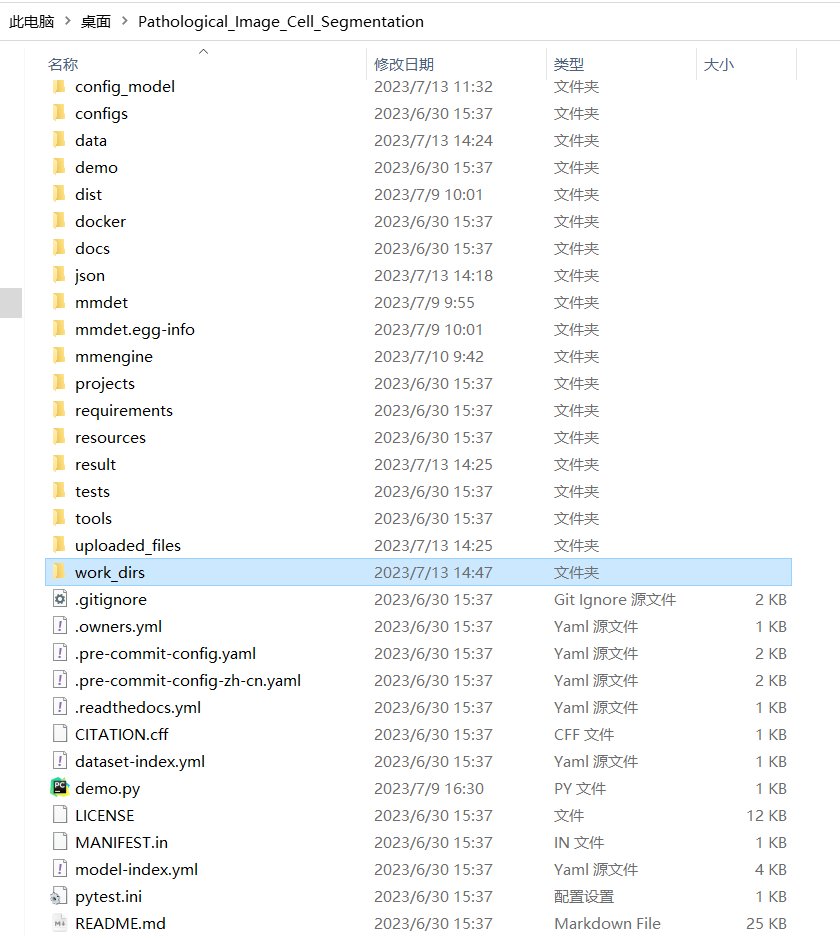 此电脑 > 桌面 > Pathological_Image_Cell_Segmentation
名称 修改日期 类型 大小
config_model 2023/7/13 11:32 文件夹
configs 2023/6/30 15:37 文件夹
data 2023/7/13 14:24 文件夹
demo 2023/6/30 15:37 文件夹
dist 2023/7/9 10:01 文件夹
docker 2023/6/30 15:37 文件夹
docs 2023/6/30 15:37 文件夹
json 2023/7/13 14:18 文件夹
mmdet 2023/7/9 9:55 文件夹
mmdet.egg-info 2023/7/9 10:01 文件夹
mmengine 2023/7/10 9:42 文件夹
projects 2023/6/30 15:37 文件夹
requirements 2023/6/30 15:37 文件夹
resources 2023/6/30 15:37 文件夹
result 2023/7/13 14:25 文件夹
tests 2023/6/30 15:37 文件夹
tools 2023/6/30 15:37 文件夹
uploaded_files 2023/7/13 14:25 文件夹
work_dirs 2023/7/13 14:47 文件夹
.gitignore 2023/6/30 15:37 Git Ignore 源文件 2 KB
.owners.yml 2023/6/30 15:37 Yaml 源文件 1 KB
.pre-commit-config.yaml 2023/6/30 15:37 Yaml 源文件 2 KB
.pre-commit-config-zh-cn.yaml 2023/6/30 15:37 Yaml 源文件 2 KB
.readthedocs.yml 2023/6/30 15:37 Yaml 源文件 1 KB
CITATION.cff 2023/6/30 15:37 CFF 文件 1 KB
dataset-index.yml 2023/6/30 15:37 Yaml 源文件 1 KB
demo.py 2023/7/9 16:30 PY 文件 1 KB
LICENSE 2023/6/30 15:37 文件 12 KB
MANIFEST.in 2023/6/30 15:37 IN 文件 1 KB
model-index.yml 2023/6/30 15:37 Yaml 源文件 4 KB
pytest.ini 2023/6/30 15:37 配置设置 1 KB
README.md 2023/6/30 15:37 Markdown File 25 KB